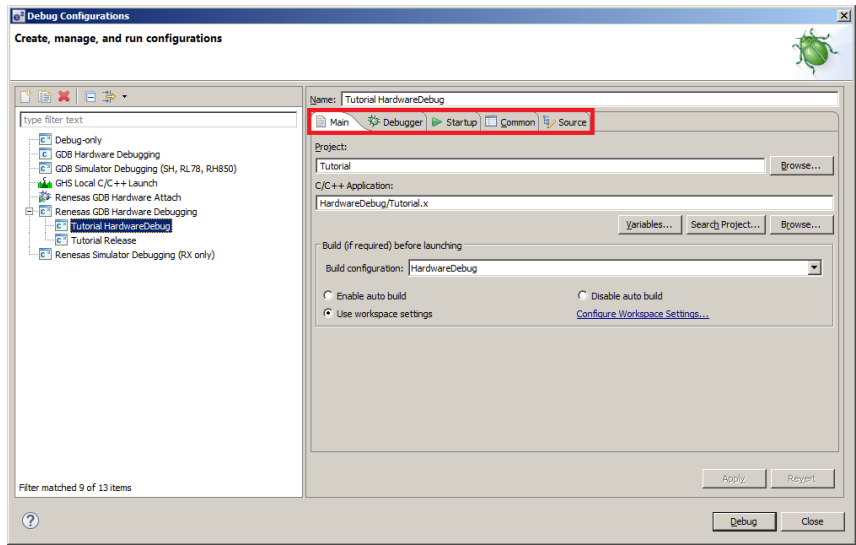 Debug Configurations
Create, manage, and run configurations
Name: Tutorial HardwareDebug
type filter text
Debug-only
GDB Hardware Debugging
GDB Simulator Debugging (SH, RL78, RH850)
GHS Local C/C++ Launch
Renesas GDB Hardware Attach
Renesas GDB Hardware Debugging
Tutorial HardwareDebug
Tutorial Release
Renesas Simulator Debugging (RX only)
Filter matched 9 of 13 items
Main Debugger Startup Common Source
Project:
Tutorial Browse...
C/C++ Application:
HardwareDebug/Tutorial.x
Variables... Search Project... Browse...
Build (if required) before launching
Build configuration: HardwareDebug
Enable auto build Disable auto build
Use workspace settings Configure Workspace Settings...
Apply Revert
? Debug Close